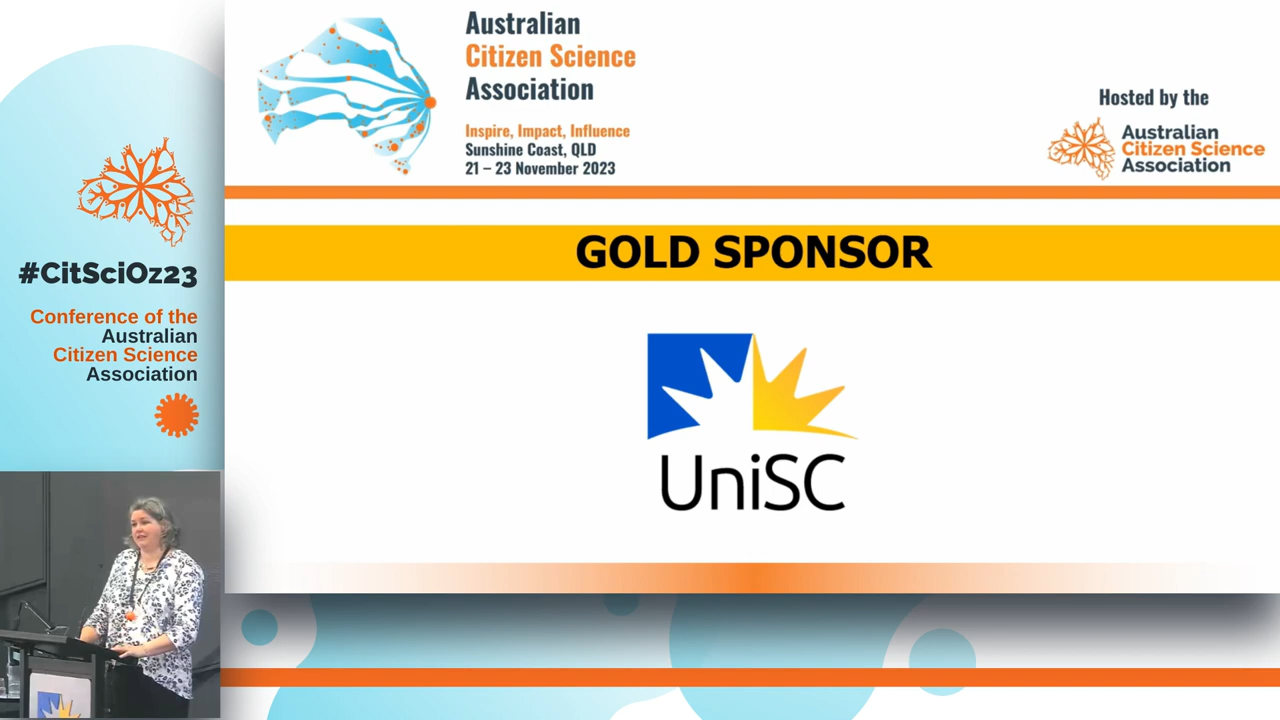 Australian
Citizen Science
Association
Inspire, Impact, Influence
Sunshine Coast, QLD
21 – 23 November 2023
Hosted by the
Australian
Citizen Science
Association
GOLD SPONSOR
UniSC
#CitSciOz23
Conference of the
Australian
Citizen Science
Association